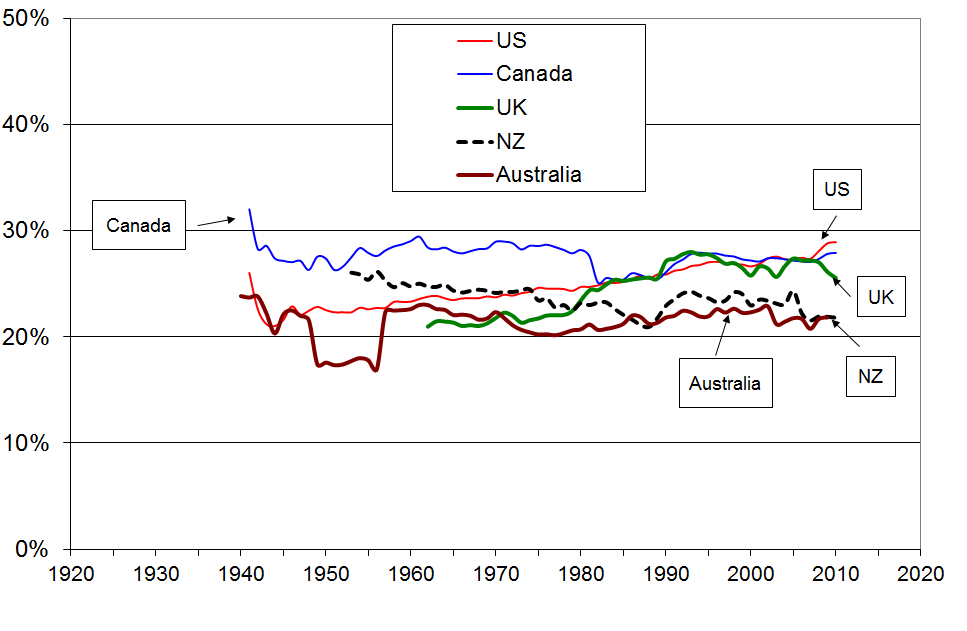 50%
40%
30%
20%
10%
0%
US
Canada
UK
NZ
Australia
Canada
US
UK
Australia
NZ
1920 1930 1940 1950 1960 1970 1980 1990 2000 2010 2020